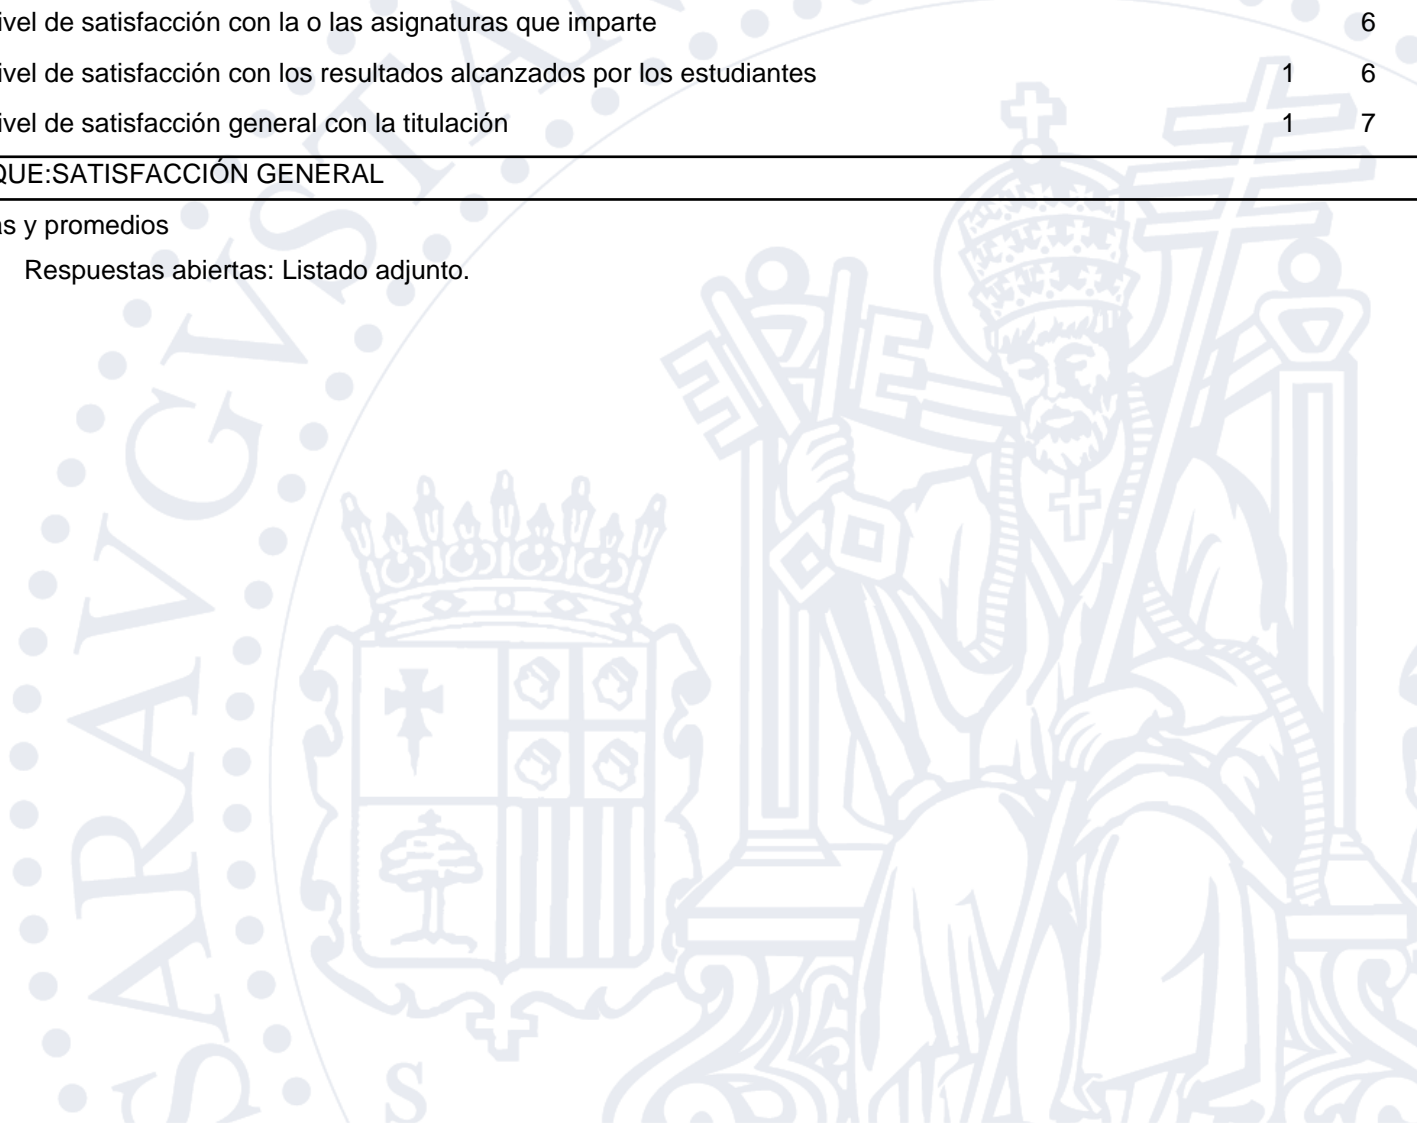 ivel de satisfacción con la o las asignaturas que imparte 6
ivel de satisfacción con los resultados alcanzados por los estudiantes 1 6
ivel de satisfacción general con la titulación 1 7
QUE:SATISFACCIÓN GENERAL
as y promedios
Respuestas abiertas: Listado adjunto.
SARAVGVSTAN
S